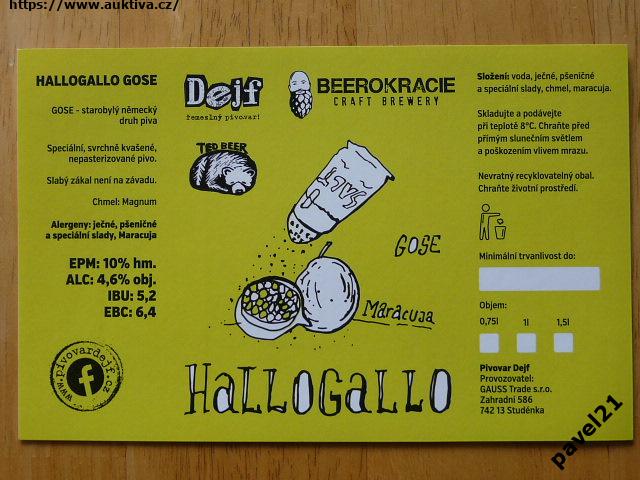 https://www.auktiva.cz/
HALLOGALLO GOSE
GOSE - starobylý německý
druh piva
Speciální, svrchně kvašené,
nepasterizované pivo.
Slabý zákal není na závadu.
Chmel: Magnum
Alergeny: ječné, pšeničné
a speciální slady, Maracuja
EPM: 10% hm.
ALC: 4,6% obj.
IBU: 5,2
EBC: 6,4
www.pivovardejf.cz
f
Dejf
řemeslný pivovar!
BEEROKRACIE
CRAFT BREWERY
TED BEER
SALT
GOSE
Maracuja
HALLOGALLO
Složení: voda, ječné, pšeničné
a speciální slady, chmel, maracuja.
Skladujte a podávejte
při teplotě 8°C. Chraňte před
přímým slunečním světlem
a poškozením vlivem mrazu.
Nevratný recyklovatelný obal.
Chraňte životní prostředí.
Minimální trvanlivost do:
Objem:
0,75l 1l 1,5l
Pivovar Dejf
Provozovatel:
GAUSS Trade s.r.o.
Zahradní 586
742 13 Studénka
pavel21